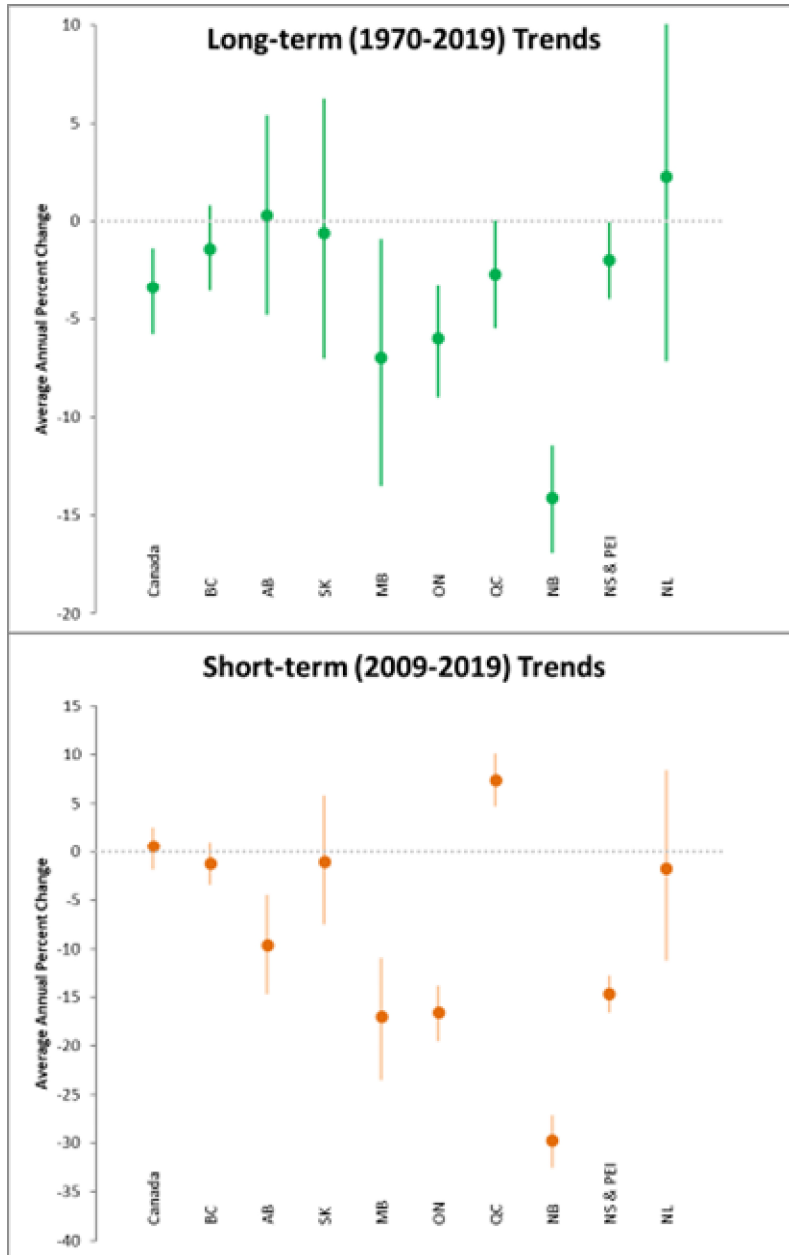 Long-term (1970-2019) Trends
Average Annual Percent Change
10
5
0
-5
-10
-15
-20
Canada
BC
AB
SK
MB
ON
QC
NB
NS & PEI
NL
Short-term (2009-2019) Trends
Average Annual Percent Change
15
10
5
0
-5
-10
-15
-20
-25
-30
-35
-40
Canada
BC
AB
SK
MB
ON
QC
NB
NS & PEI
NL